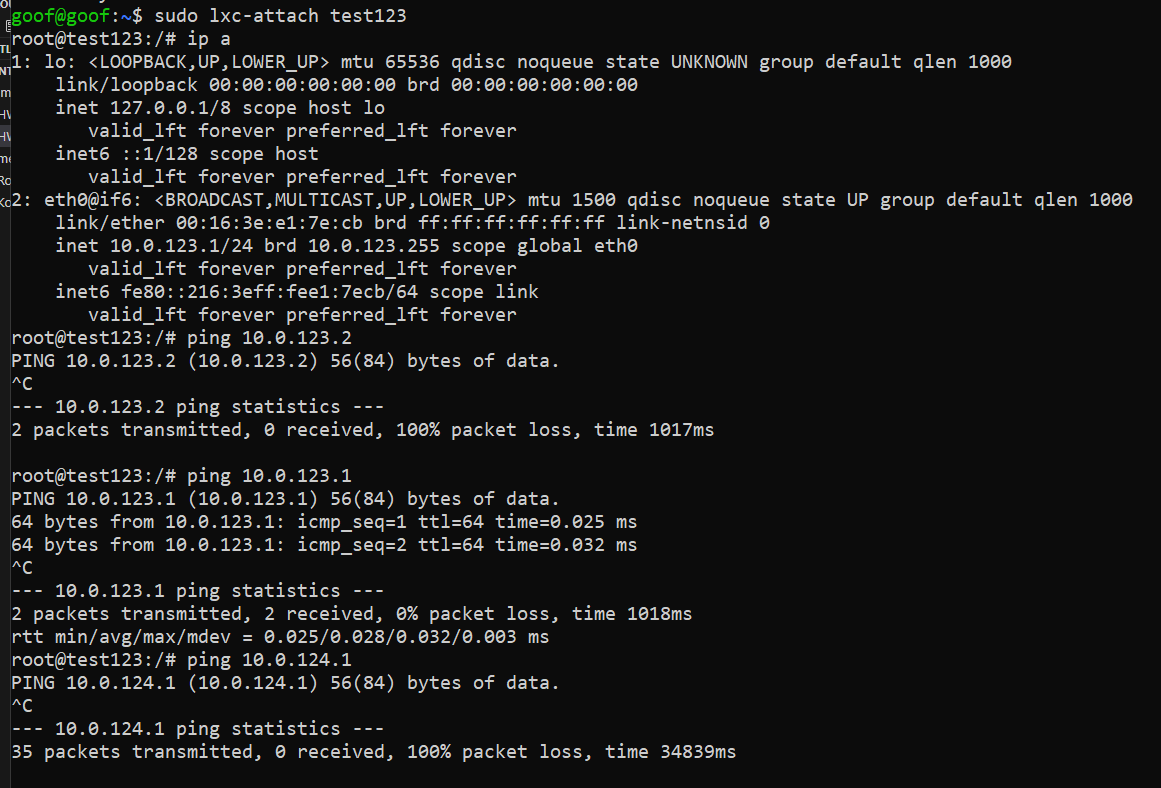 goof@goof:~$ sudo lxc-attach test123
root@test123:/# ip a
1: lo: <LOOPBACK,UP,LOWER_UP> mtu 65536 qdisc noqueue state UNKNOWN group default qlen 1000
    link/loopback 00:00:00:00:00:00 brd 00:00:00:00:00:00
    inet 127.0.0.1/8 scope host lo
       valid_lft forever preferred_lft forever
    inet6 ::1/128 scope host
       valid_lft forever preferred_lft forever
2: eth0@if6: <BROADCAST,MULTICAST,UP,LOWER_UP> mtu 1500 qdisc noqueue state UP group default qlen 1000
    link/ether 00:16:3e:e1:7e:cb brd ff:ff:ff:ff:ff:ff link-netnsid 0
    inet 10.0.123.1/24 brd 10.0.123.255 scope global eth0
       valid_lft forever preferred_lft forever
    inet6 fe80::216:3eff:fee1:7ecb/64 scope link
       valid_lft forever preferred_lft forever
root@test123:/# ping 10.0.123.2
PING 10.0.123.2 (10.0.123.2) 56(84) bytes of data.
^C
--- 10.0.123.2 ping statistics ---
2 packets transmitted, 0 received, 100% packet loss, time 1017ms

root@test123:/# ping 10.0.123.1
PING 10.0.123.1 (10.0.123.1) 56(84) bytes of data.
64 bytes from 10.0.123.1: icmp_seq=1 ttl=64 time=0.025 ms
64 bytes from 10.0.123.1: icmp_seq=2 ttl=64 time=0.032 ms
^C
--- 10.0.123.1 ping statistics ---
2 packets transmitted, 2 received, 0% packet loss, time 1018ms
rtt min/avg/max/mdev = 0.025/0.028/0.032/0.003 ms
root@test123:/# ping 10.0.124.1
PING 10.0.124.1 (10.0.124.1) 56(84) bytes of data.
^C
--- 10.0.124.1 ping statistics ---
35 packets transmitted, 0 received, 100% packet loss, time 34839ms